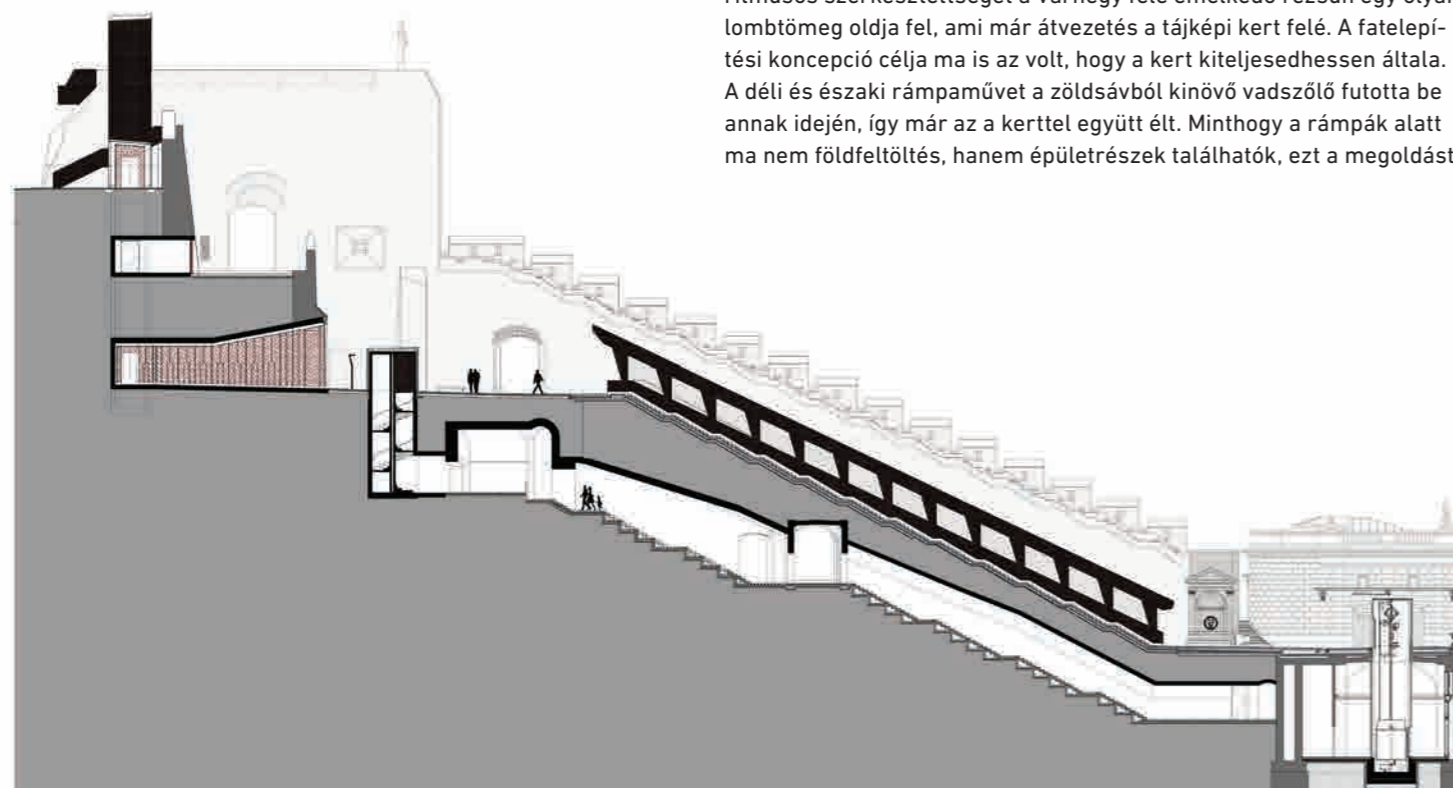 lombtömeg oldja fel, ami már átvezetés a tájképi kert felé. A fatelepí-
tési koncepció célja ma is az volt, hogy a kert kiteljesedhessen általa.
A déli és északi rámpaművet a zöldsávból kinövő vadszőlő futotta be
annak idején, így már az a kerttel együtt élt. Minthogy a rámpák alatt
ma nem földfeltöltés, hanem épületrészek találhatók, ezt a megoldást